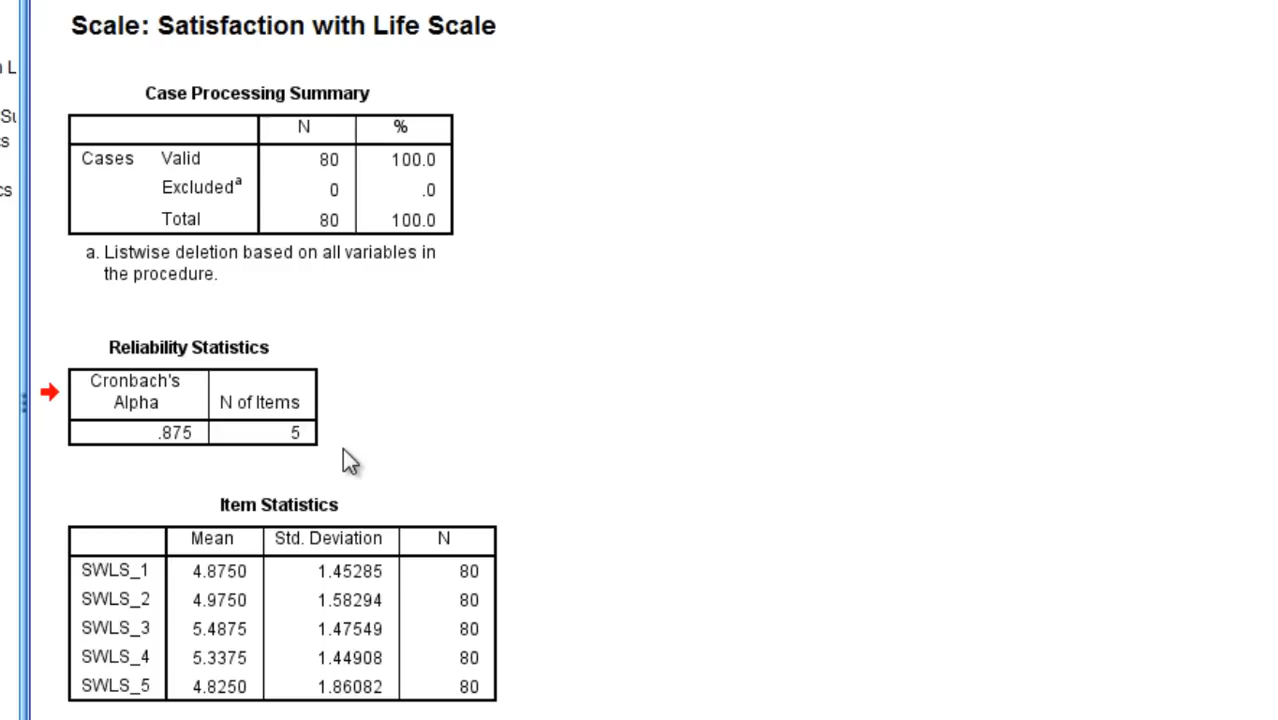 Scale: Satisfaction with Life Scale
Case Processing Summary
N %
Cases Valid 80 100.0
Excludedᵃ 0 .0
Total 80 100.0
a. Listwise deletion based on all variables in
the procedure.
Reliability Statistics
Cronbach's
Alpha N of Items
.875 5
Item Statistics
Mean Std. Deviation N
SWLS_1 4.8750 1.45285 80
SWLS_2 4.9750 1.58294 80
SWLS_3 5.4875 1.47549 80
SWLS_4 5.3375 1.44908 80
SWLS_5 4.8250 1.86082 80